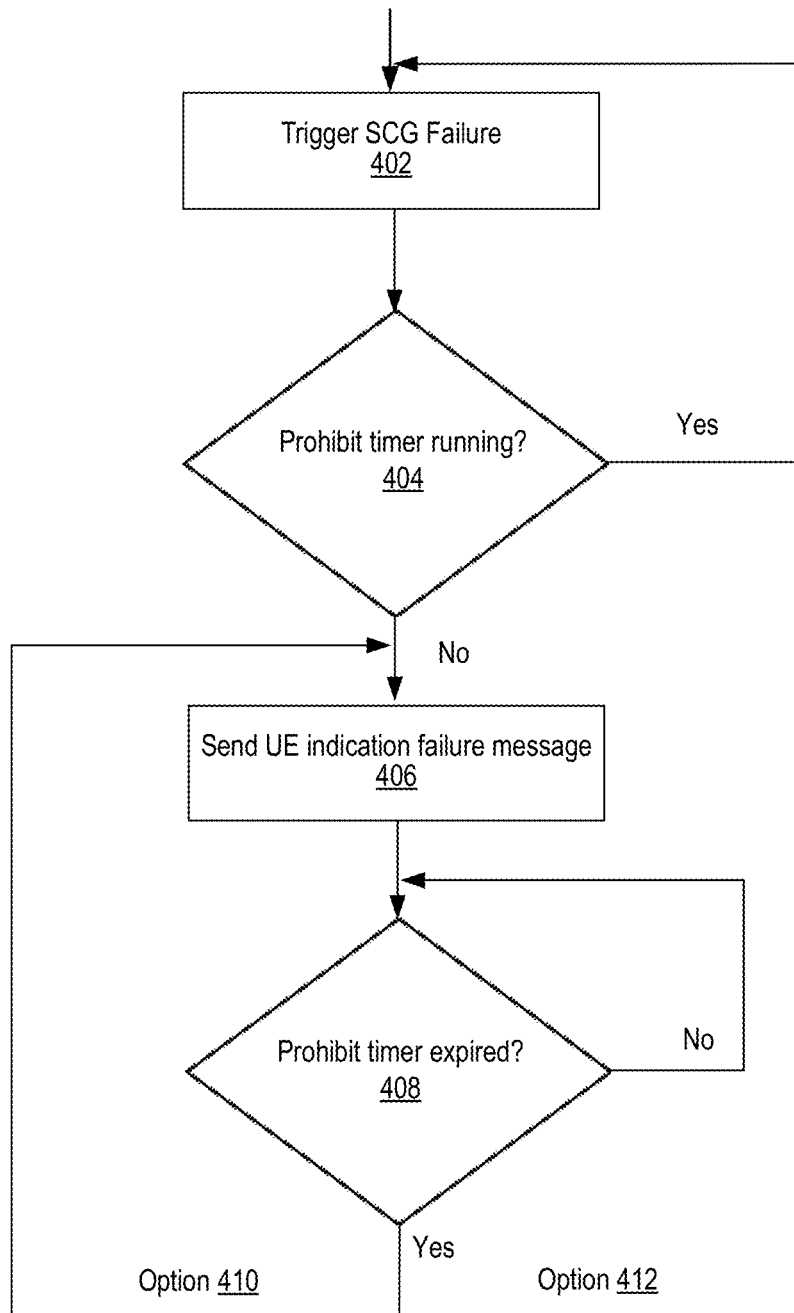 Trigger SCG Failure
402
Prohibit timer running?
404
Yes
No
Send UE indication failure message
406
Prohibit timer expired?
408
No
Yes
Option 410
Option 412